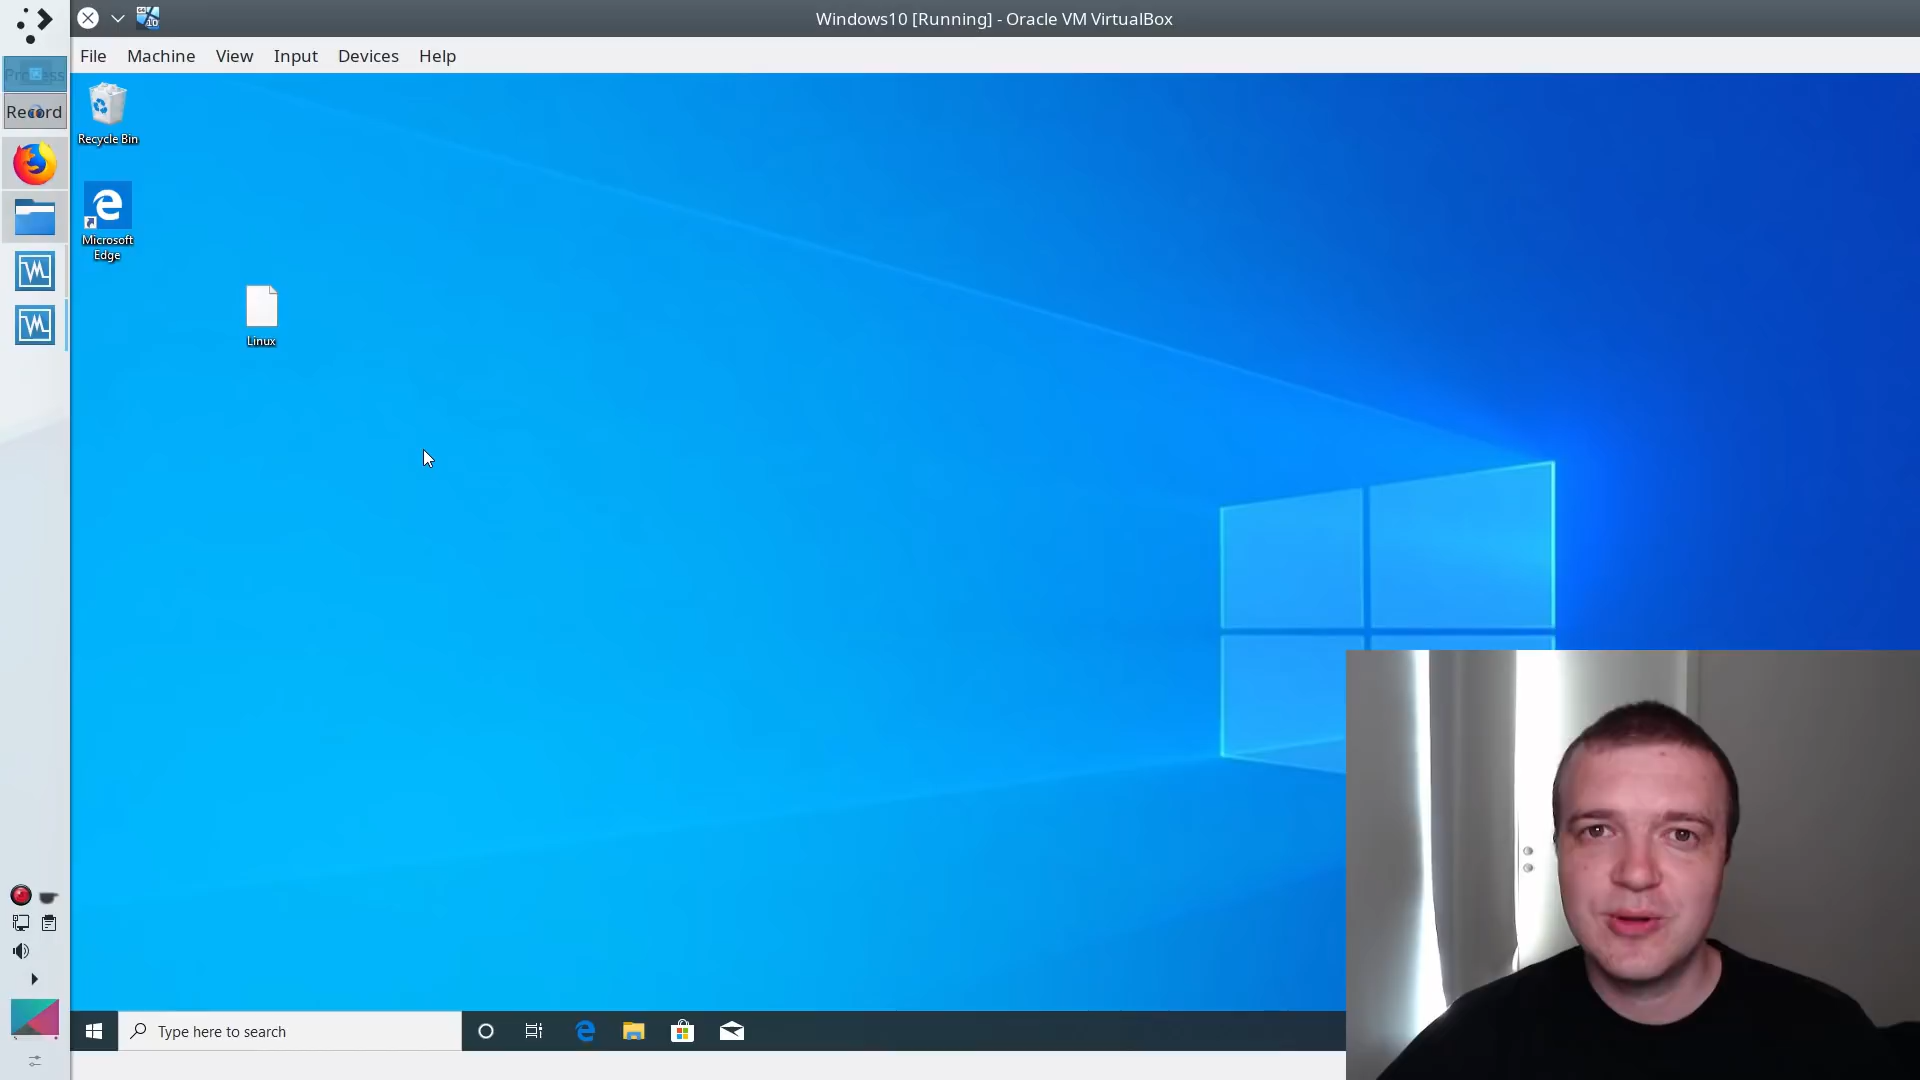 Windows10 [Running] - Oracle VM VirtualBox
File Machine View Input Devices Help
Process
Record
Recycle Bin
Microsoft
Edge
Linux
Type here to search